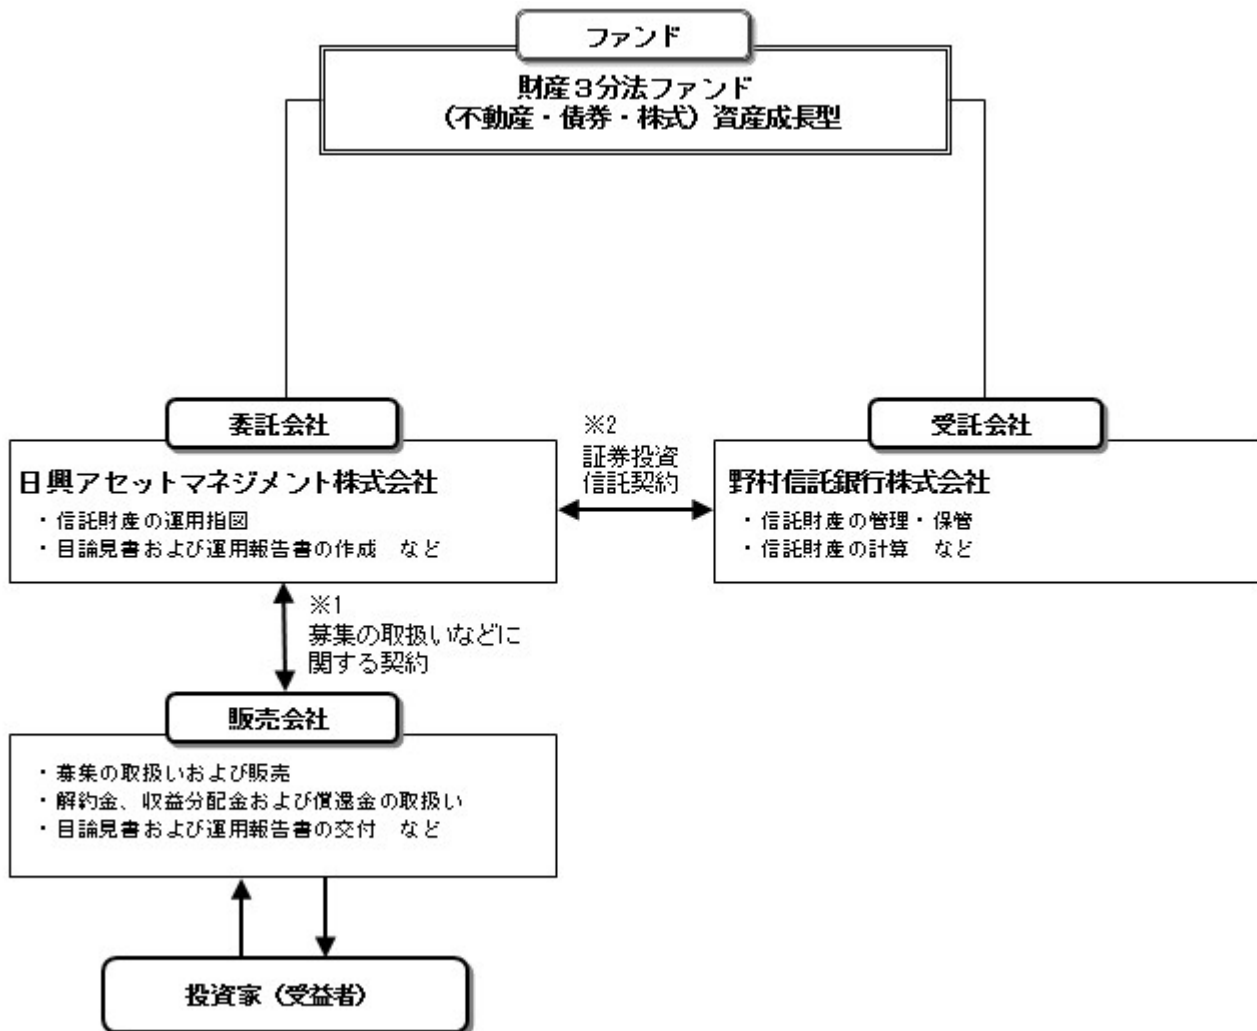 ファンド
財産3分法ファンド
（不動産・債券・株式）資産成長型
委託会社
日興アセットマネジメント株式会社
・信託財産の運用指図
・目論見書および運用報告書の作成　など
※2
証券投資
信託契約
受託会社
野村信託銀行株式会社
・信託財産の管理・保管
・信託財産の計算　など
※1
募集の取扱いなどに
関する契約
販売会社
・募集の取扱いおよび販売
・解約金、収益分配金および償還金の取扱い
・目論見書および運用報告書の交付　など
投資家（受益者）